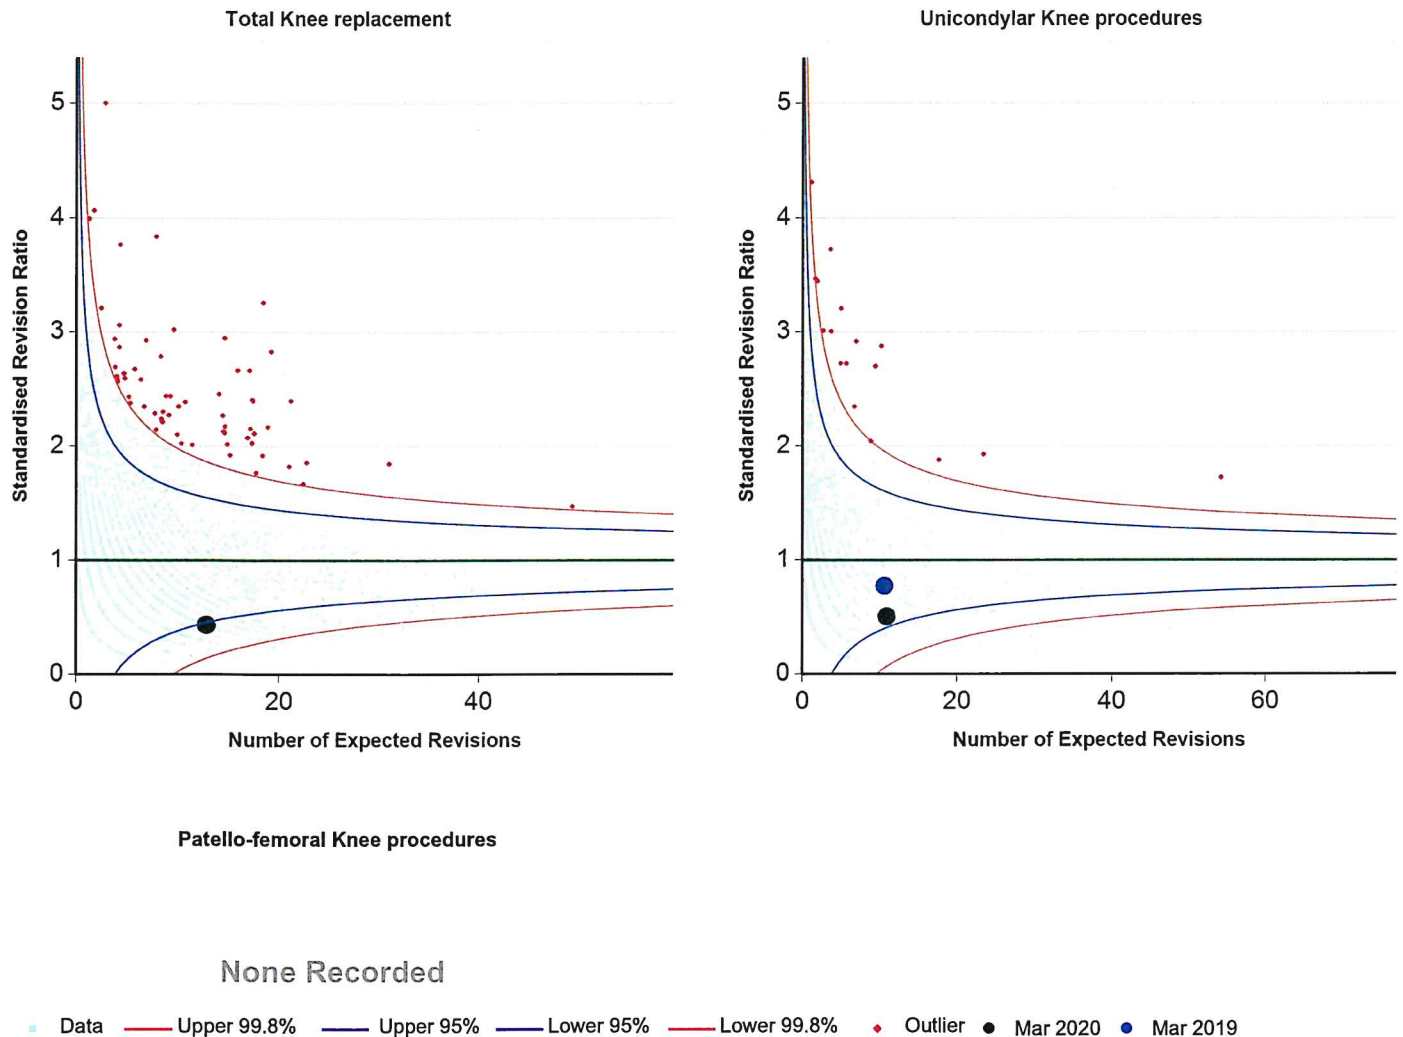 Total Knee replacement
Unicondylar Knee procedures
Standardised Revision Ratio
5
4
3
2
1
0
0 20 40
Number of Expected Revisions
Standardised Revision Ratio
5
4
3
2
1
0
0 20 40 60
Number of Expected Revisions
Patello-femoral Knee procedures
None Recorded
Data Upper 99.8% Upper 95% Lower 95% Lower 99.8% Outlier Mar 2020 Mar 2019